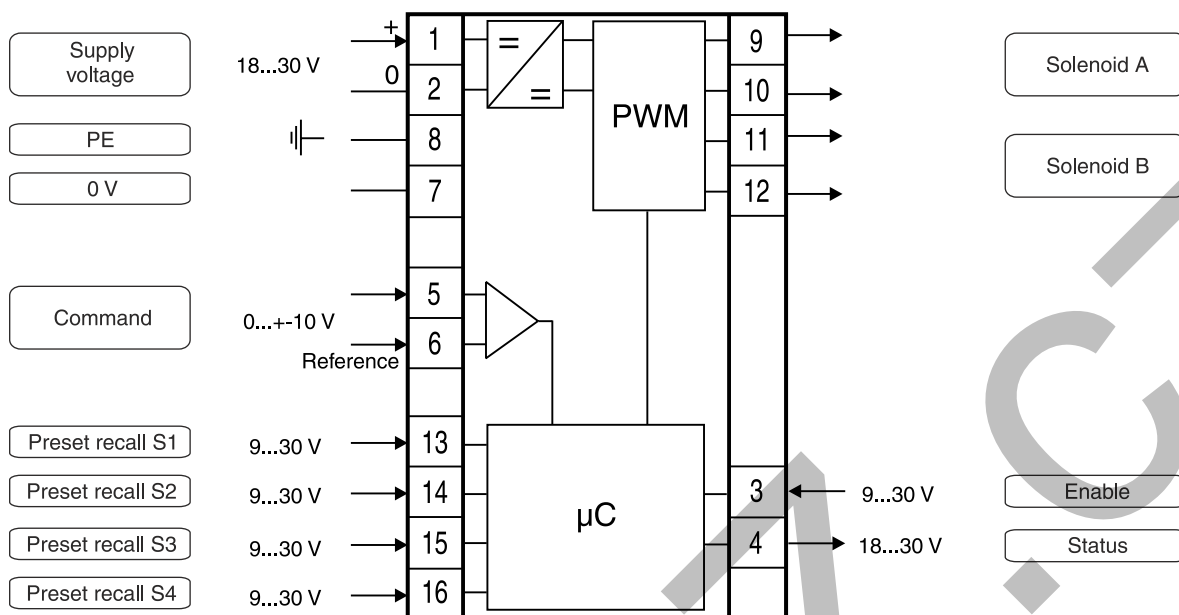 Supply
voltage
18...30 V
+
0
1
2
=
=
PWM
9
10
Solenoid A
PE
8
11
Solenoid B
0 V
7
12
Command
0...+-10 V
Reference
5
6
Preset recall S1
9...30 V
13
Preset recall S2
9...30 V
14
µC
3
9...30 V
Enable
Preset recall S3
9...30 V
15
4
18...30 V
Status
Preset recall S4
9...30 V
16